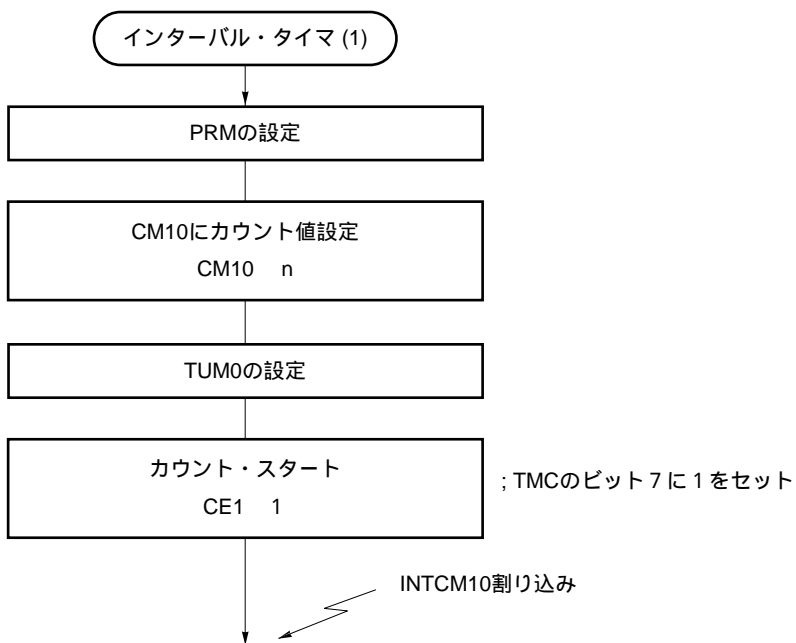 インターバル・タイマ (1)
PRMの設定
CM10にカウント値設定
CM10 n
TUM0の設定
カウント・スタート
CE1 1
; TMCのビット 7 に 1 をセット
INTCM10割り込み